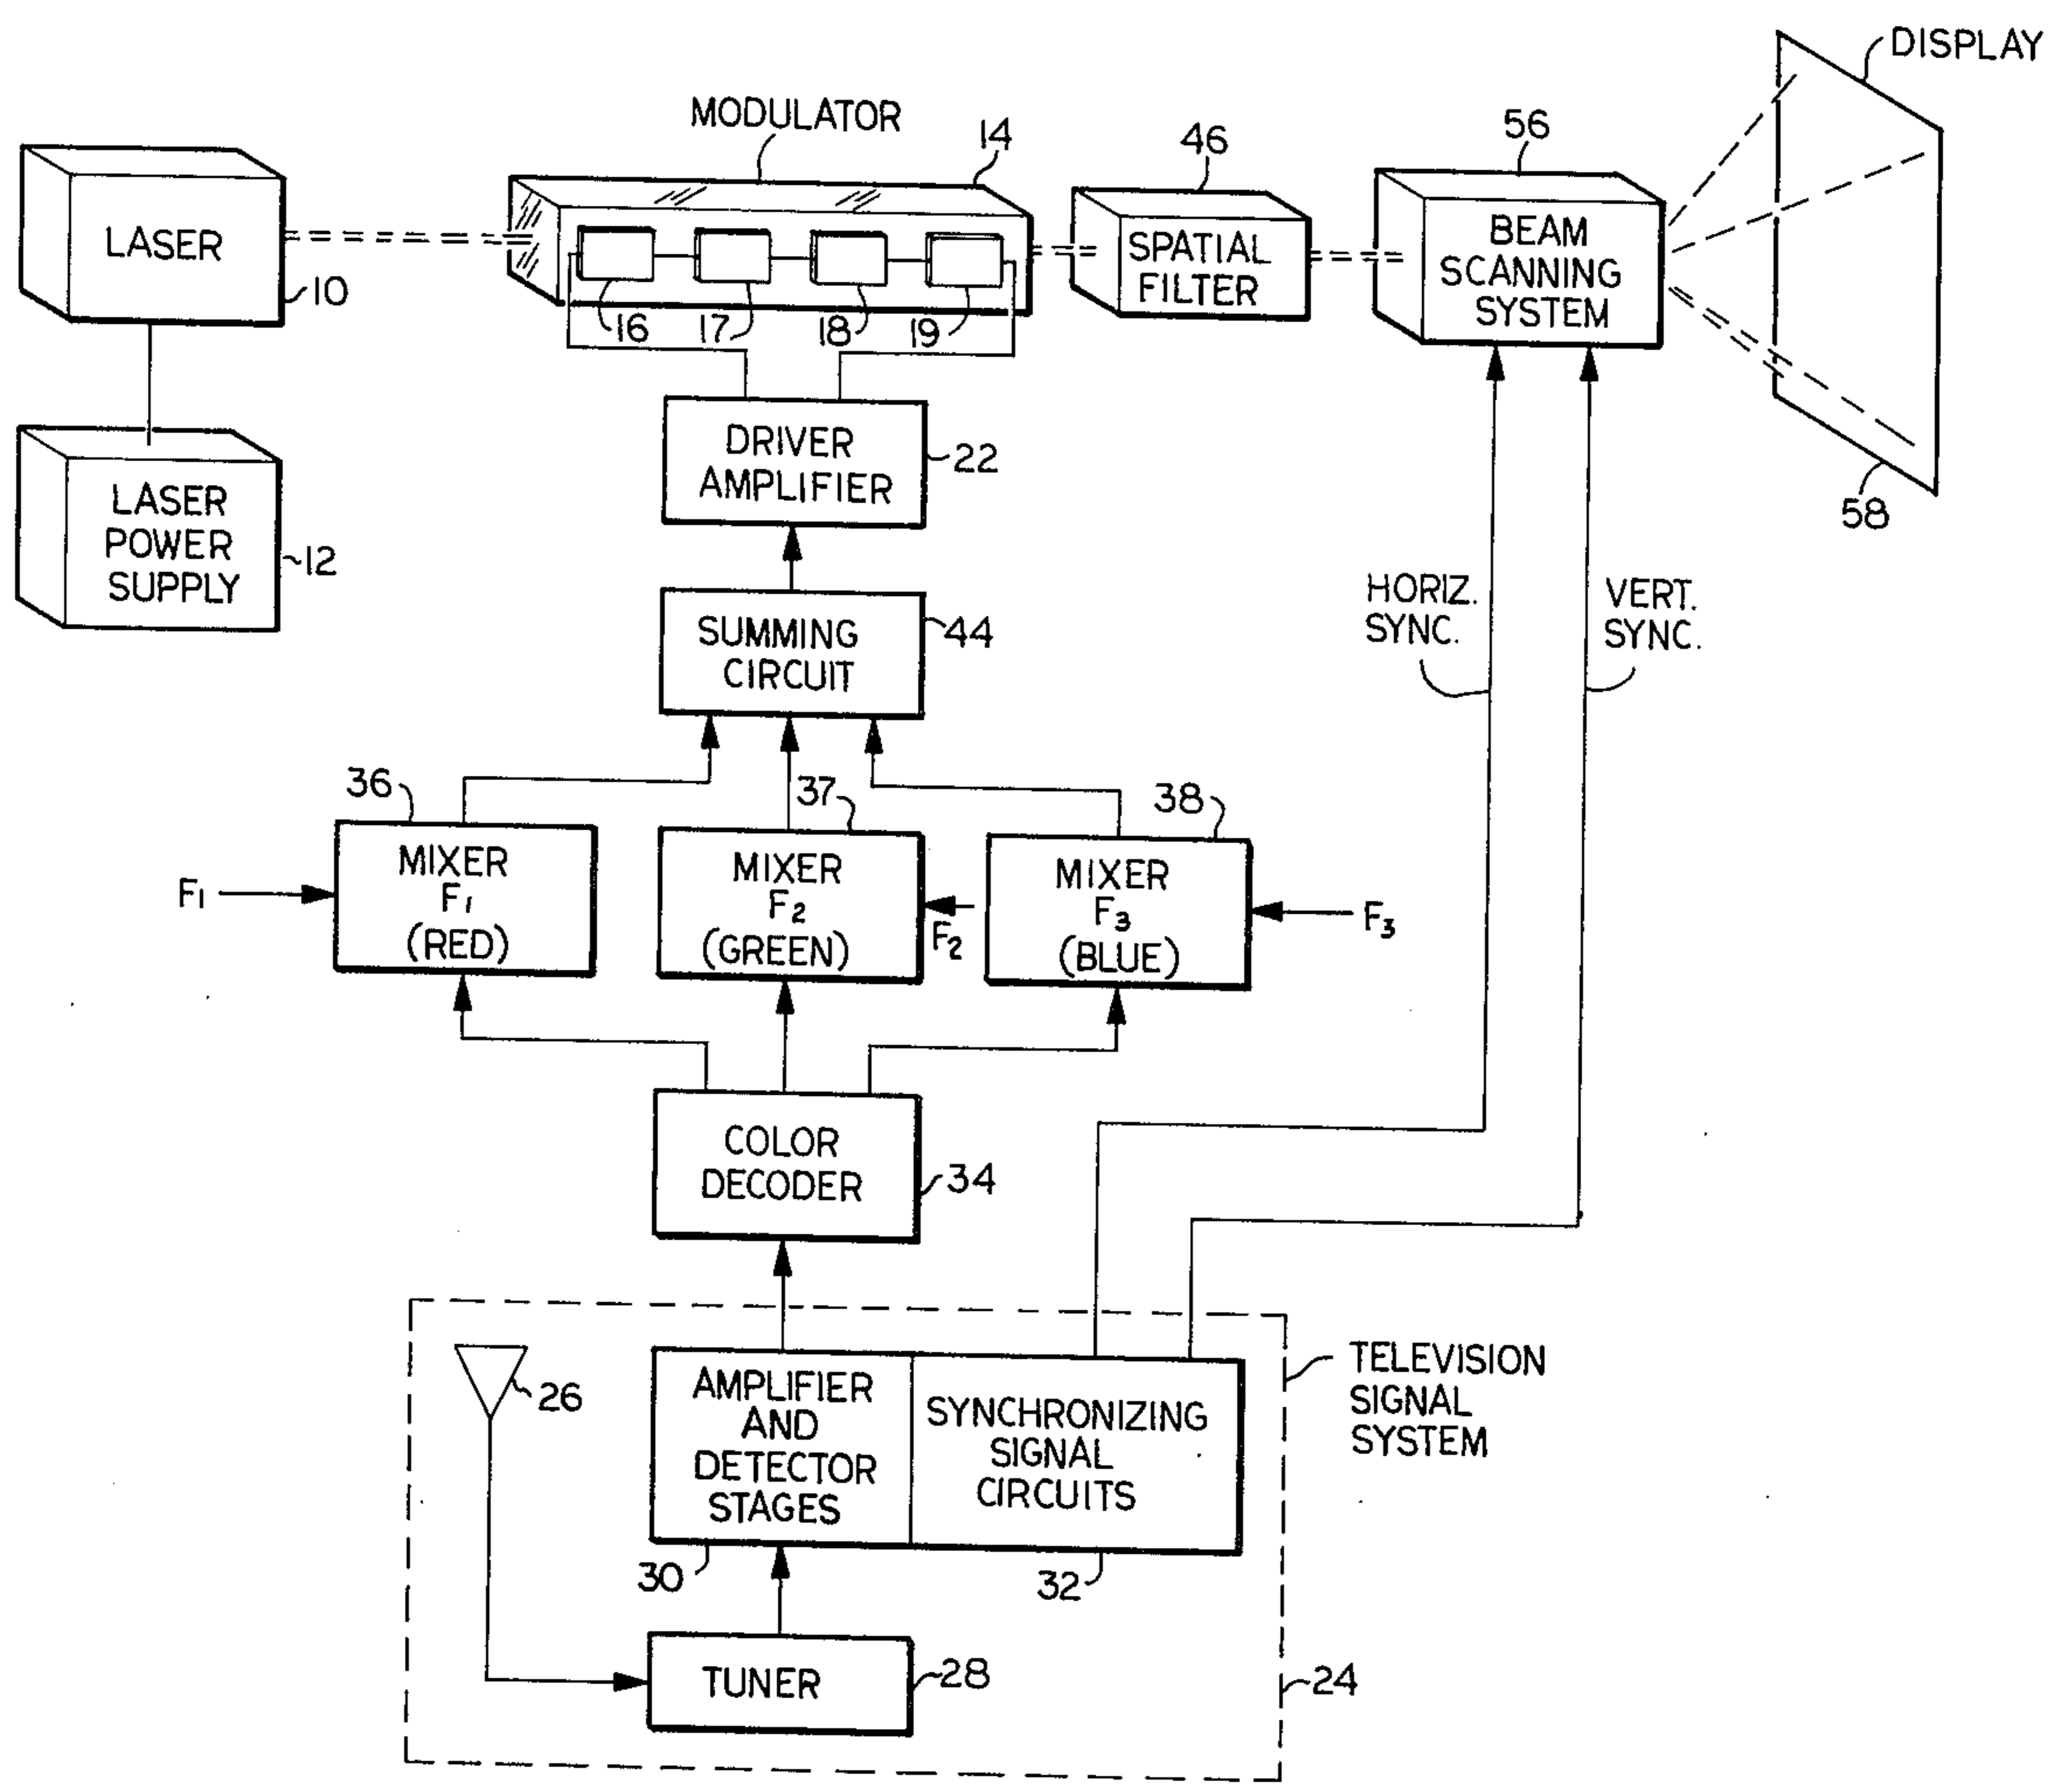 DISPLAY
MODULATOR
14
46
56
LASER
10
16
17
18
19
SPATIAL
FILTER
BEAM
SCANNING
SYSTEM
58
LASER
POWER
SUPPLY
12
DRIVER
AMPLIFIER
22
HORIZ.
SYNC.
VERT.
SYNC.
SUMMING
CIRCUIT
44
36
37
38
F1
MIXER
F1
(RED)
MIXER
F2
(GREEN)
F2
MIXER
F3
(BLUE)
F3
COLOR
DECODER
34
26
AMPLIFIER
AND
DETECTOR
STAGES
SYNCHRONIZING
SIGNAL
CIRCUITS
TELEVISION
SIGNAL
SYSTEM
30
32
TUNER
28
24